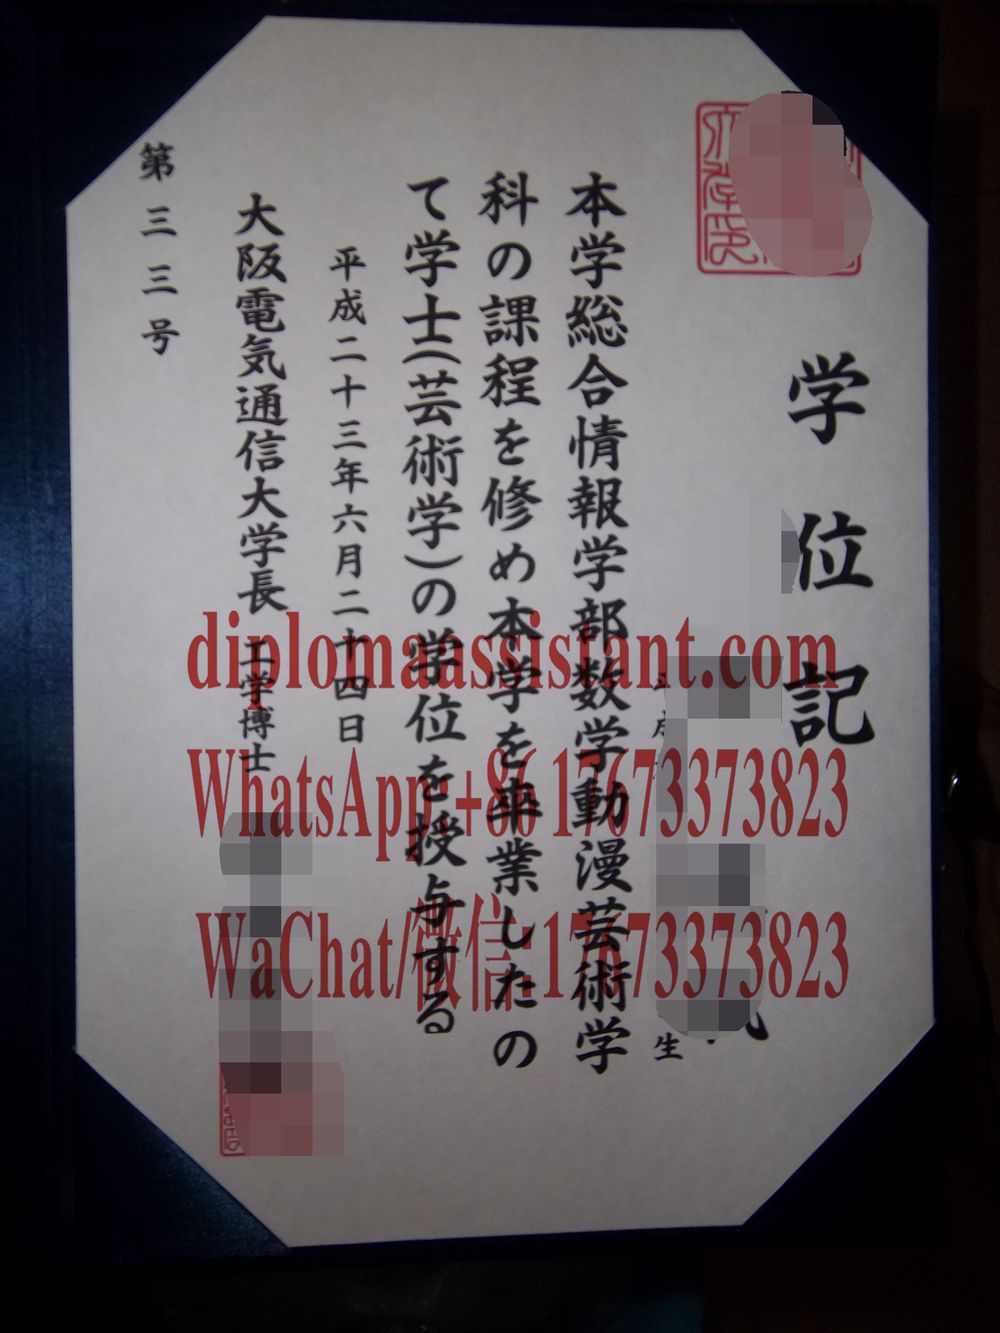 学位記
生
本学総合情報学部数学動漫芸術学
科の課程を修め本学を卒業したの
て学士(芸術学)の学位を授与する
平成二十三年六月二十四日
大阪電気通信大学長 工学博士
第三三号
diplomaassistant.com
WhatsApp:+86 17673373823
WaChat/微信:17673373823